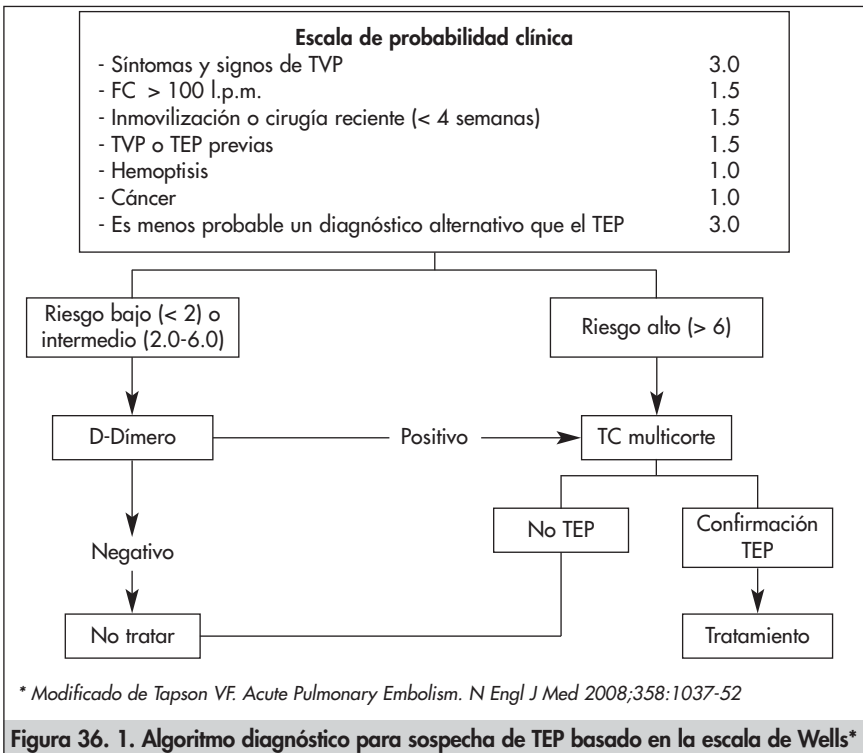 Escala de probabilidad clínica
- Síntomas y signos de TVP 3.0
- FC > 100 l.p.m. 1.5
- Inmovilización o cirugía reciente (< 4 semanas) 1.5
- TVP o TEP previas 1.5
- Hemoptisis 1.0
- Cáncer 1.0
- Es menos probable un diagnóstico alternativo que el TEP 3.0
Riesgo bajo (< 2) o
intermedio (2.0-6.0)
Riesgo alto (> 6)
D-Dímero
Positivo
TC multicorte
No TEP
Confirmación
TEP
Negativo
No tratar
Tratamiento
* Modificado de Tapson VF. Acute Pulmonary Embolism. N Engl J Med 2008;358:1037-52
Figura 36. 1. Algoritmo diagnóstico para sospecha de TEP basado en la escala de Wells*